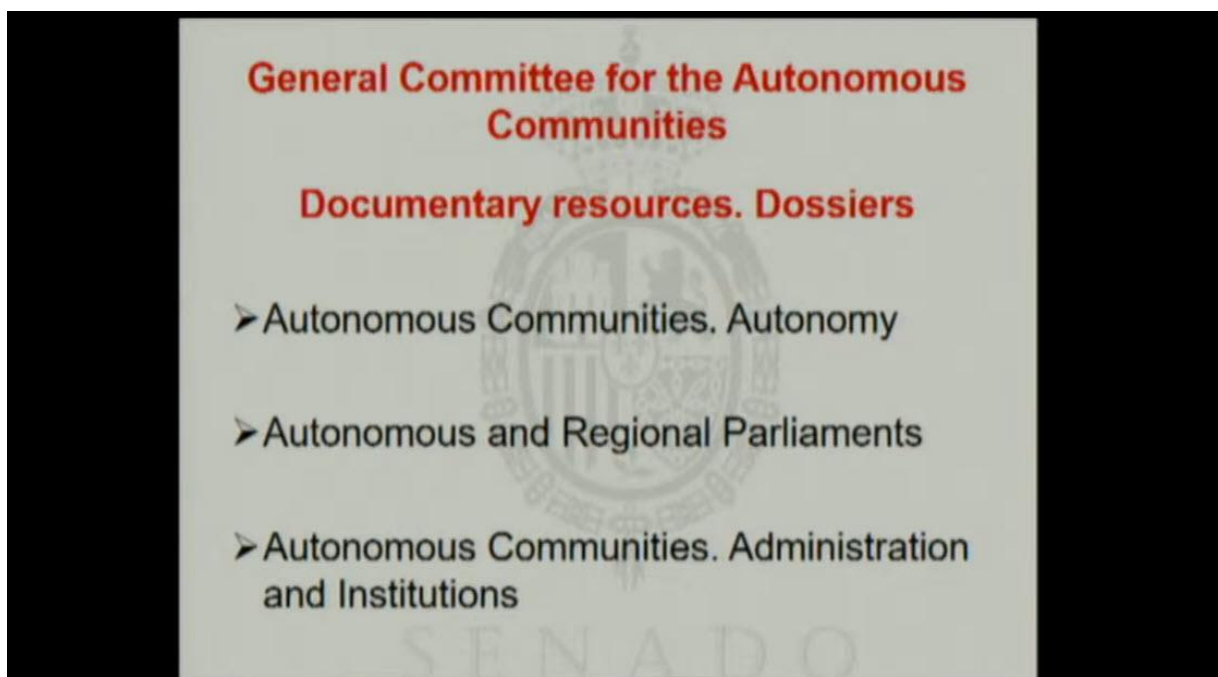 General Committee for the Autonomous
Communities
Documentary resources. Dossiers
➢Autonomous Communities. Autonomy
➢Autonomous and Regional Parliaments
➢Autonomous Communities. Administration
and Institutions
SENADO